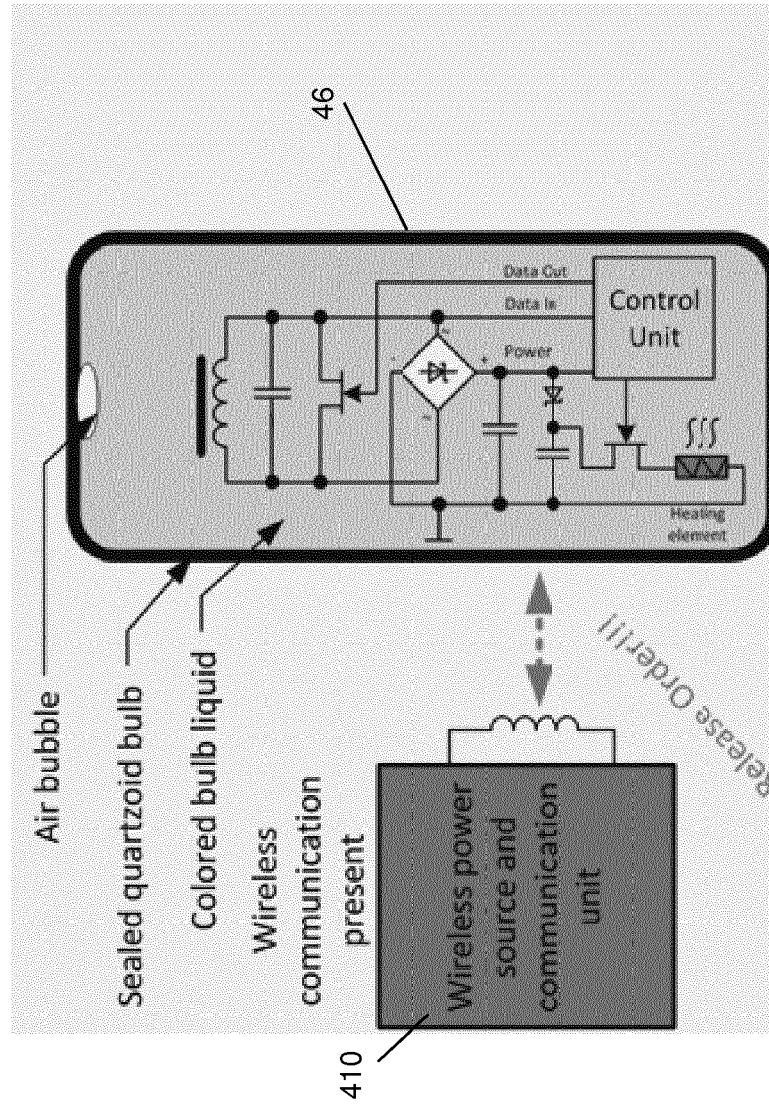 Air bubble
Sealed quartzoid bulb
Colored bulb liquid
Wireless
communication
present
46
Data Out
Data In
Power
Control
Unit
-
~
+
~
Heating
element
Wireless power
source and
communication
unit
Release Order!!!
410